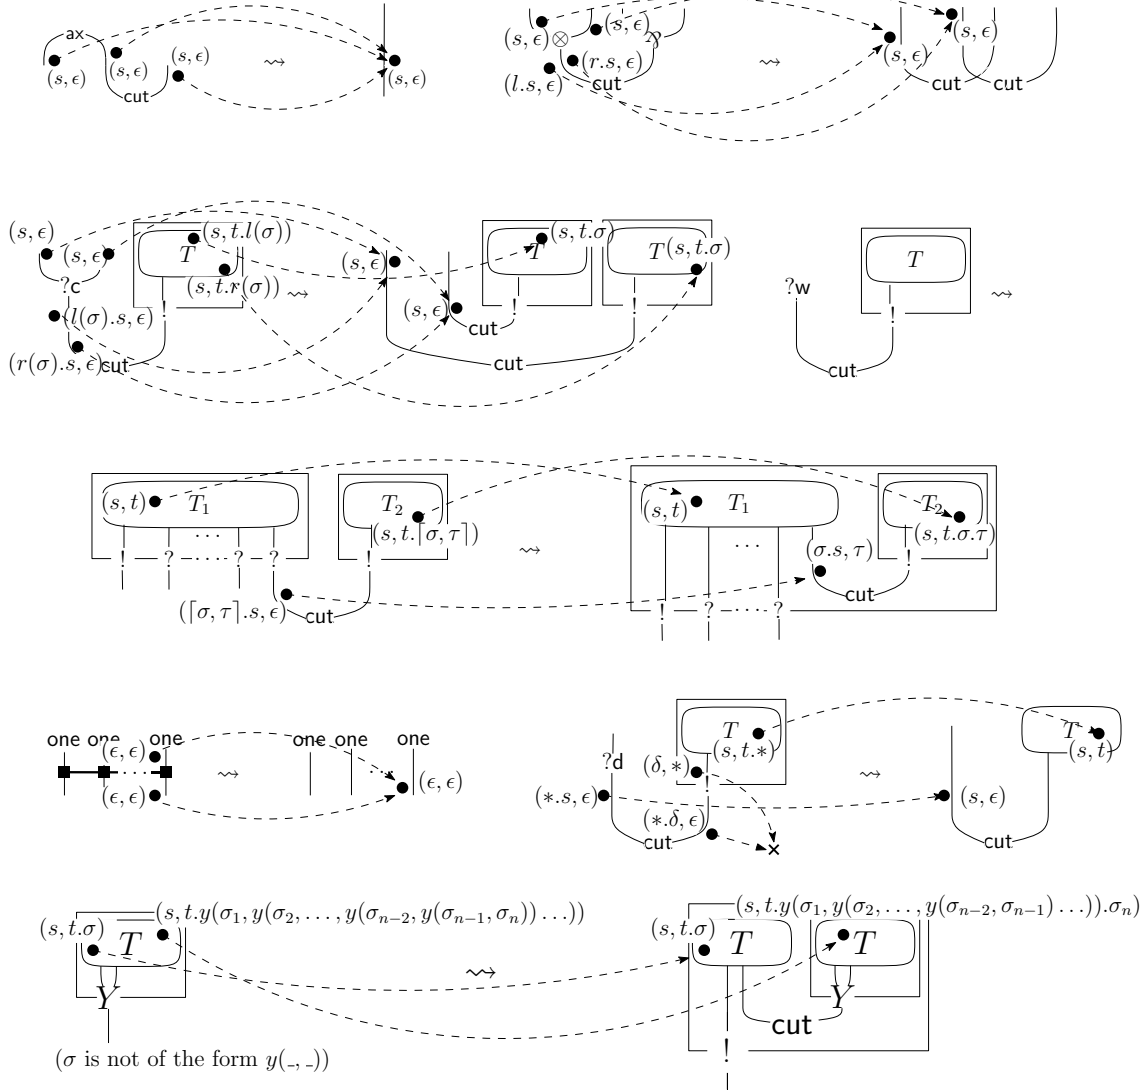 ax
(s, ϵ) (s, ϵ) (s, ϵ) ⇝ (s, ϵ)
cut
(s, ϵ) ⊗ (s, ϵ) ⅋ (s, ϵ) (s, ϵ)
(r.s, ϵ) ⇝
(l.s, ϵ) cut cut cut
(s, ϵ) (s, ϵ) T (s, t.l(σ)) (s, ϵ) T (s, t.σ) T (s, t.σ) T
?c (s, t.r(σ)) ⇝ ?w ⇝
(l(σ).s, ϵ) ! (s, ϵ) ! ! !
cut
(r(σ).s, ϵ) cut cut cut
(s, t) T₁ T₂ (s, t) T₁ T₂
(s, t.⌈σ, τ⌉) (s, t.σ.τ)
· · · ⇝ · · · (σ.s, τ)
! ? · · · · ? ? ! !
cut
(⌈σ, τ⌉.s, ϵ) cut
! ? · · · · ?
one one one one one one
(ϵ, ϵ)
· · · ⇝ · · · (ϵ, ϵ)
(ϵ, ϵ)
T T
?d (s, t.∗) (s, t)
(δ, ∗) ! ⇝
(∗.s, ϵ) (s, ϵ)
(∗.δ, ϵ)
cut cut
(s, t.y(σ₁, y(σ₂, . . . , y(σₙ₋₂, y(σₙ₋₁, σₙ)) . . .)) (s, t.y(σ₁, y(σ₂, . . . , y(σₙ₋₂, σₙ₋₁) . . .)).σₙ)
(s, t.σ) T (s, t.σ) T T
⇝
Y Y
cut
!
(σ is not of the form y(_, _))